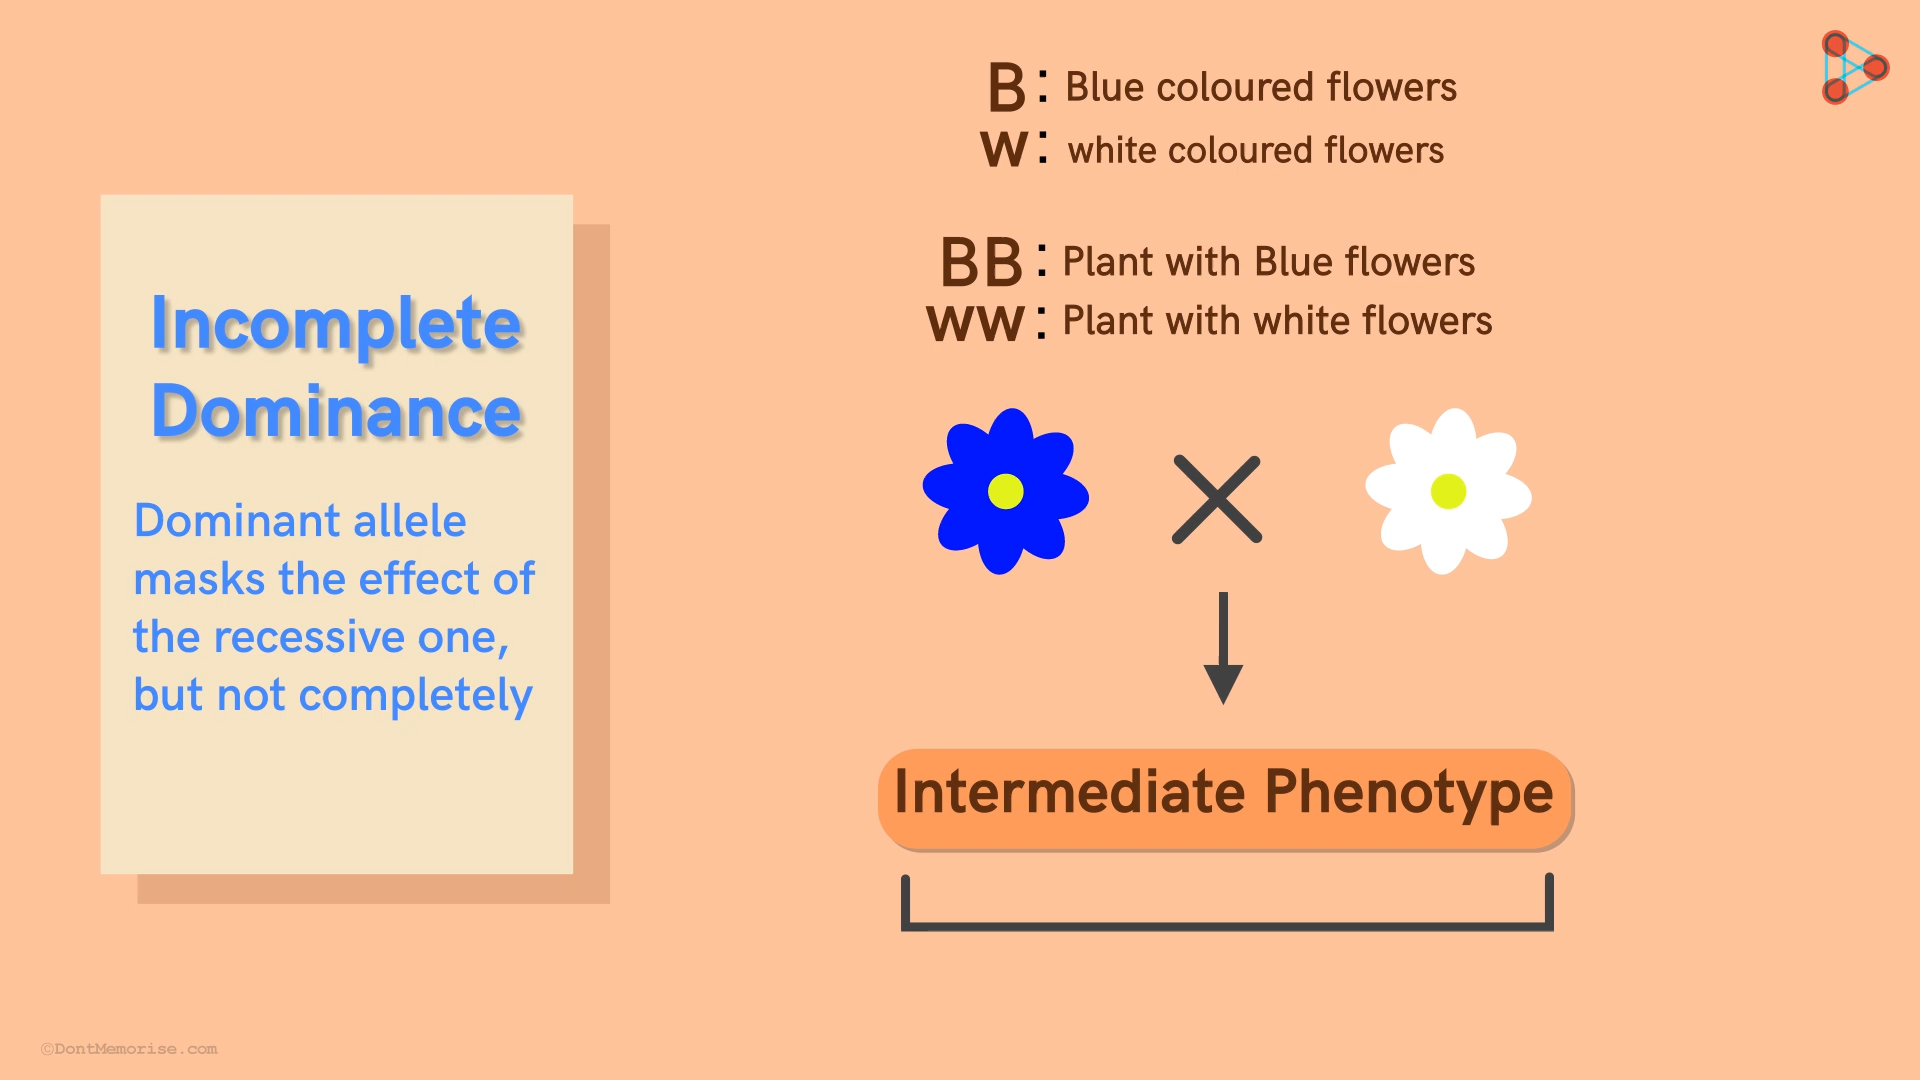 B : Blue coloured flowers
w : white coloured flowers
BB : Plant with Blue flowers
ww : Plant with white flowers
Incomplete
Dominance
Dominant allele
masks the effect of
the recessive one,
but not completely
Intermediate Phenotype
©DontMemorise.com